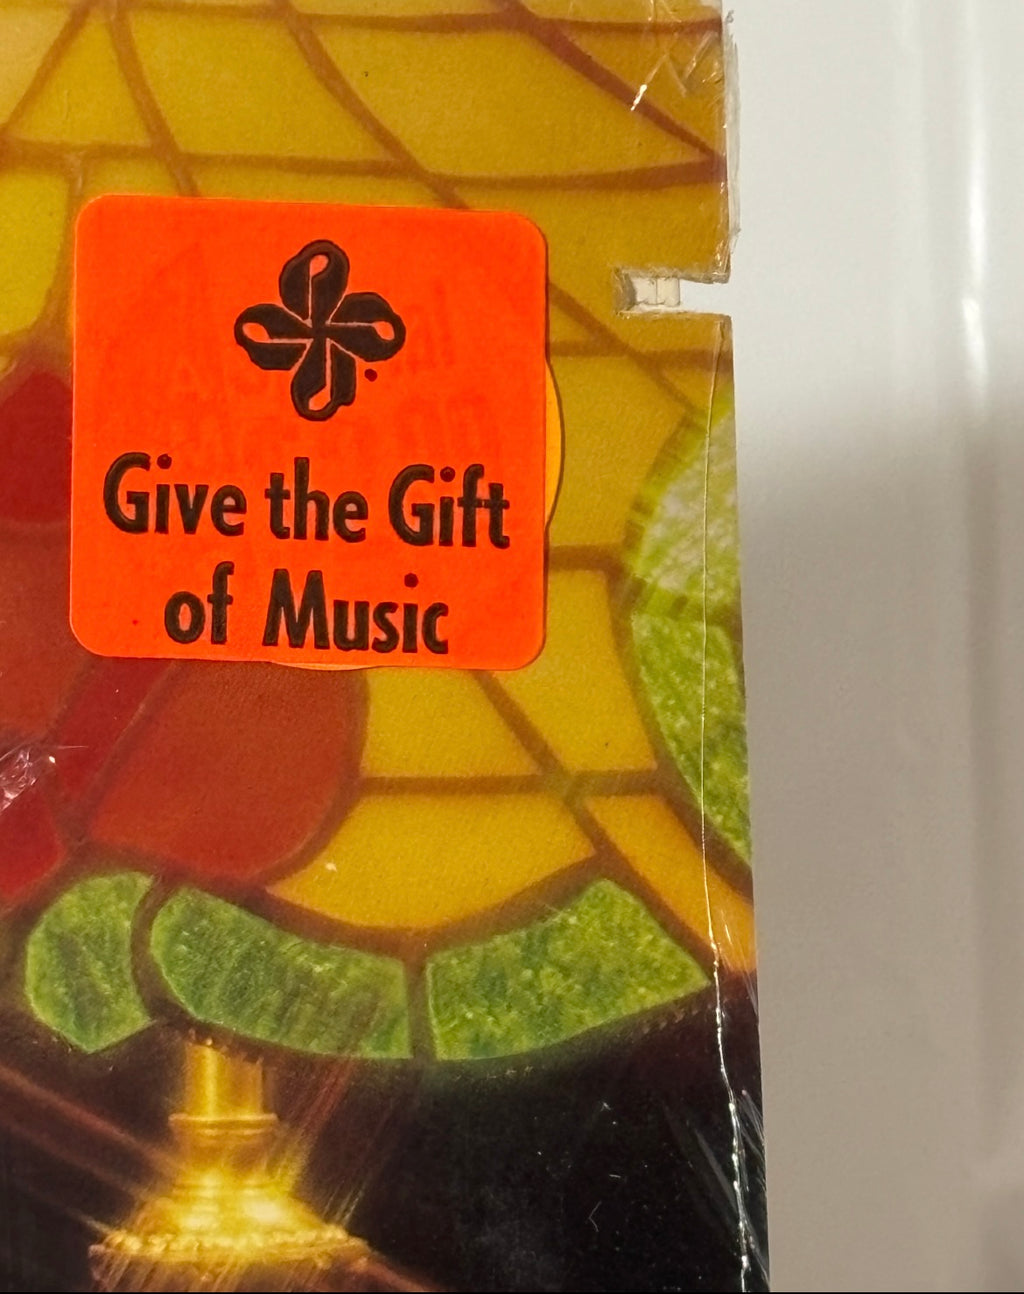 Give the Gift
of Music